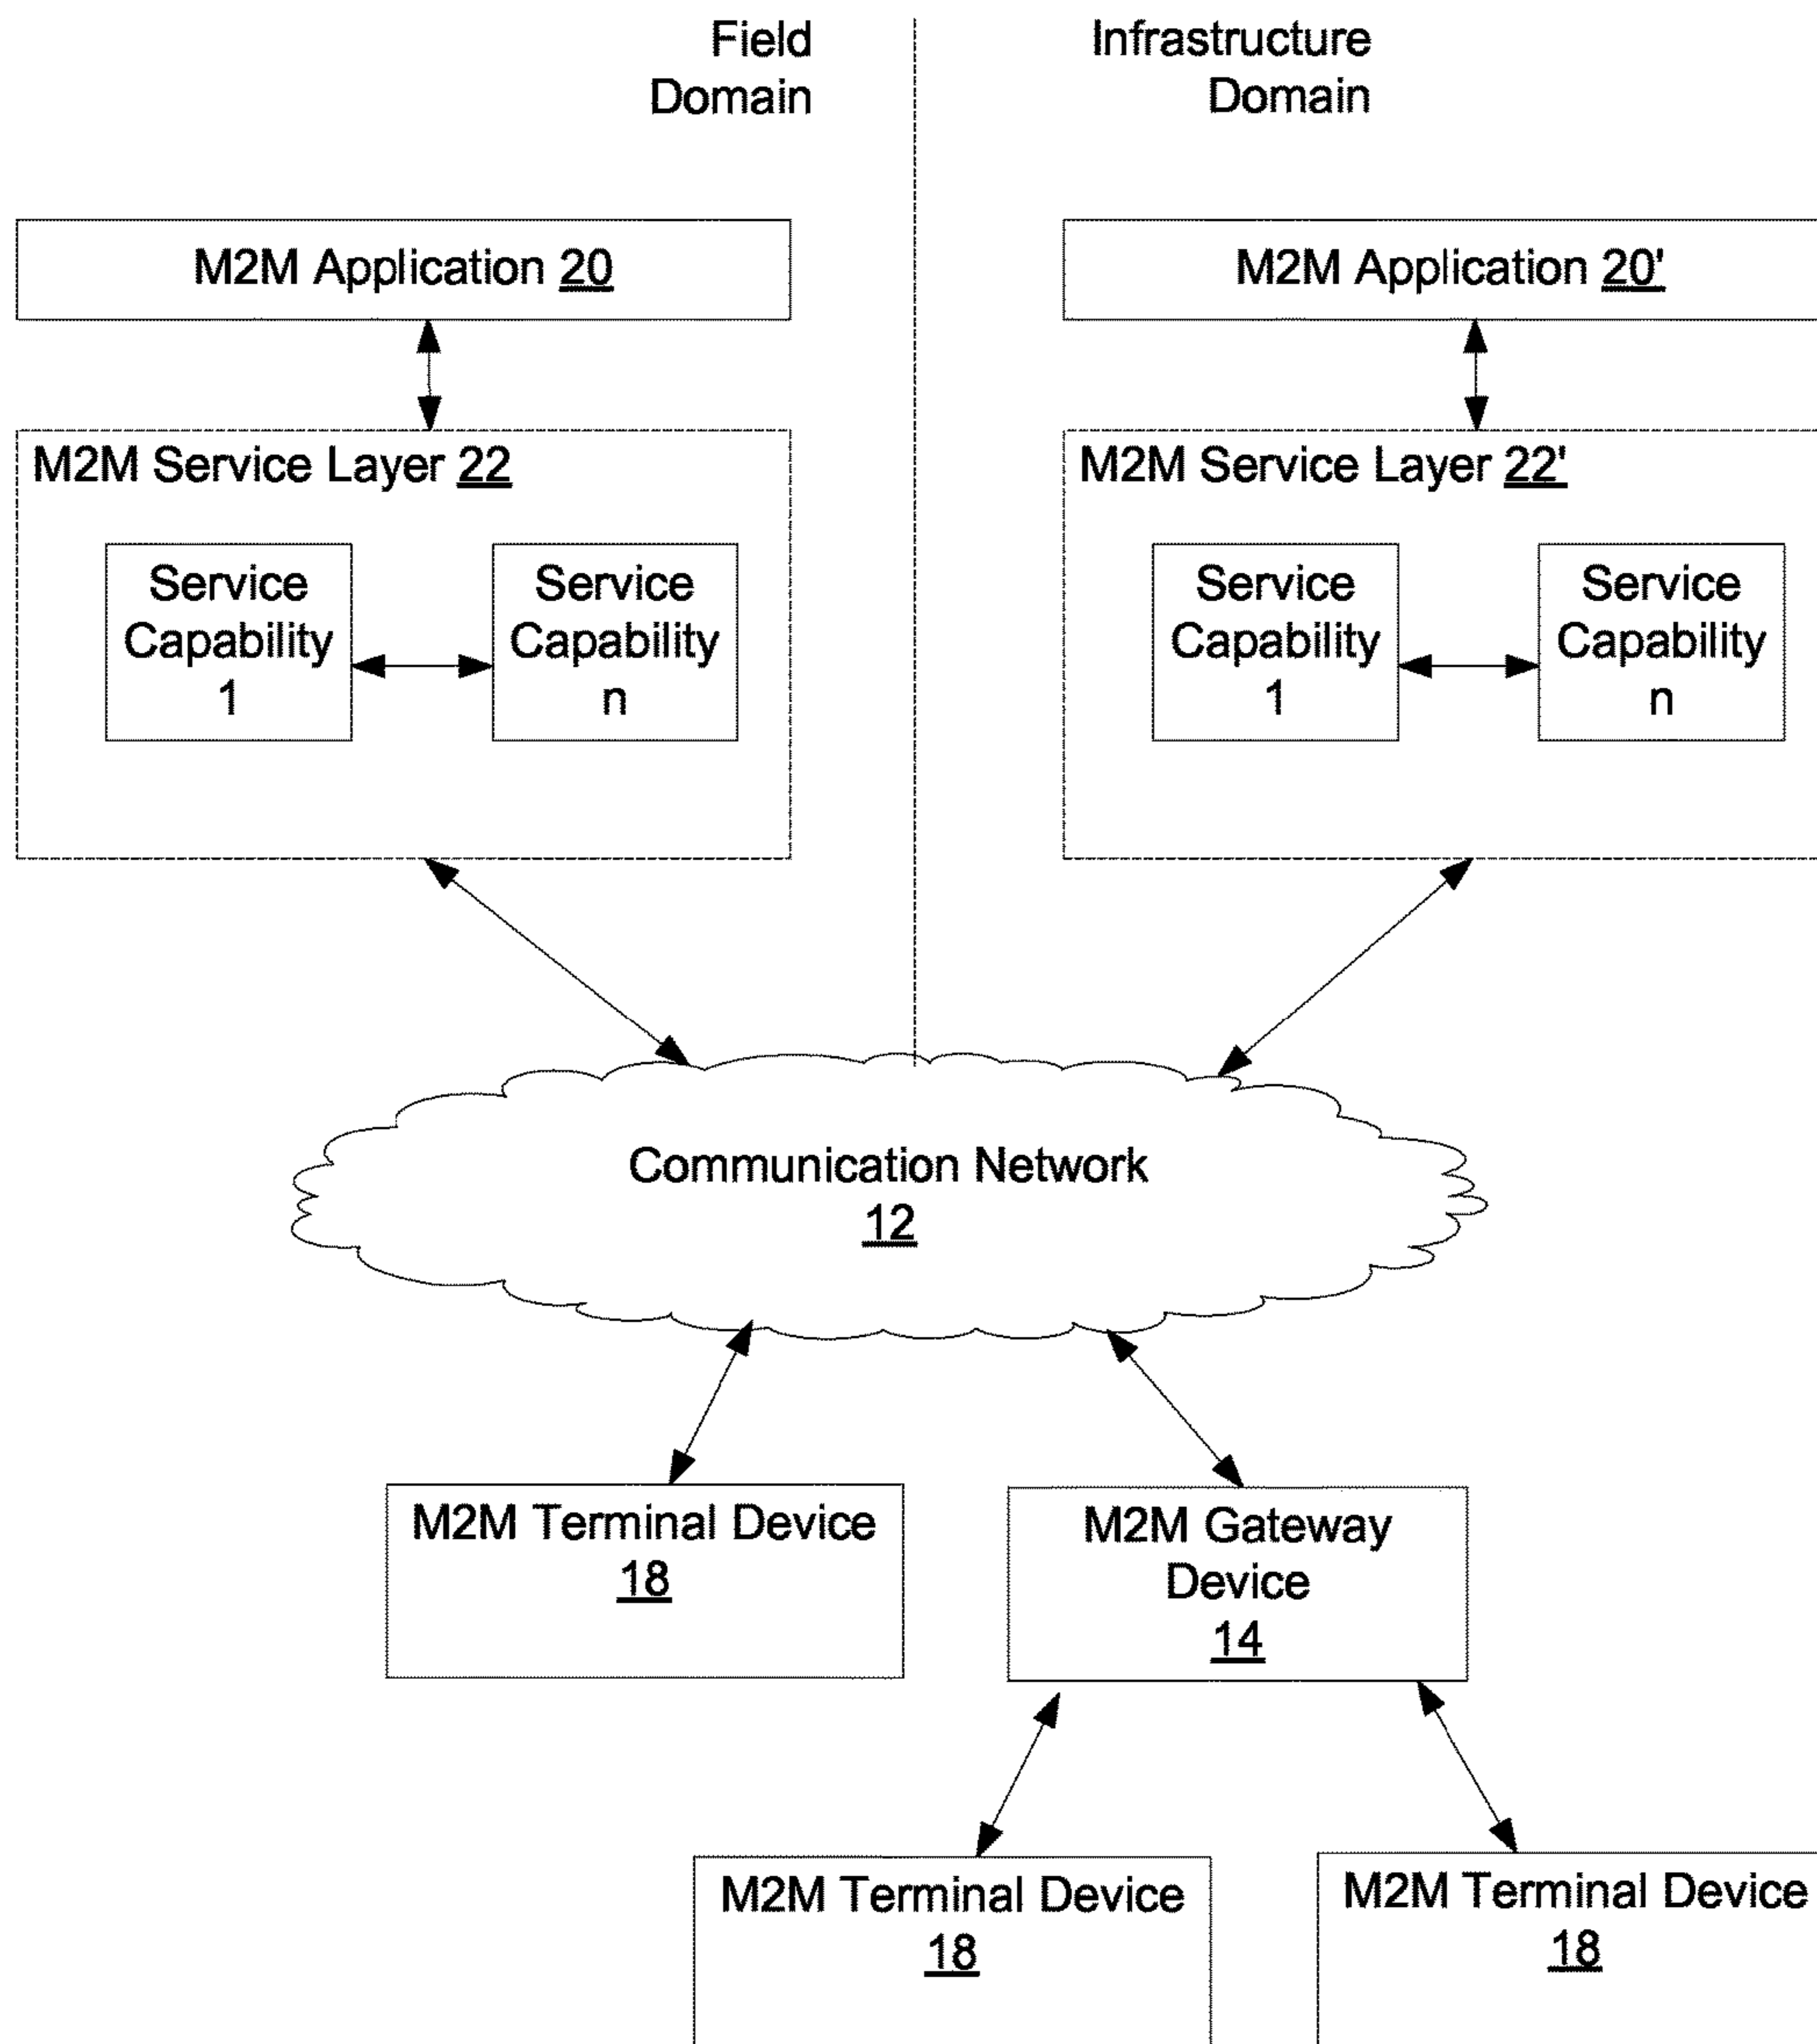 Field
Domain
Infrastructure
Domain
M2M Application 20
M2M Application 20'
M2M Service Layer 22
Service
Capability
1
Service
Capability
n
M2M Service Layer 22'
Service
Capability
1
Service
Capability
n
Communication Network
12
M2M Terminal Device
18
M2M Gateway
Device
14
M2M Terminal Device
18
M2M Terminal Device
18